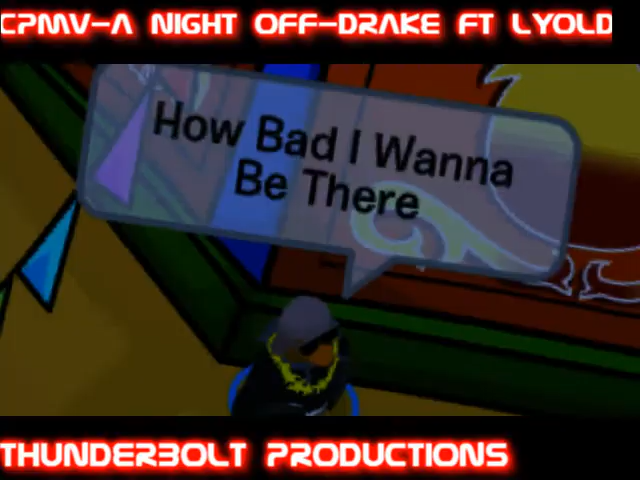 CPMV-A NIGHT OFF-DRAKE FT LYOLD
How Bad I Wanna
Be There
THUNDERBOLT PRODUCTIONS